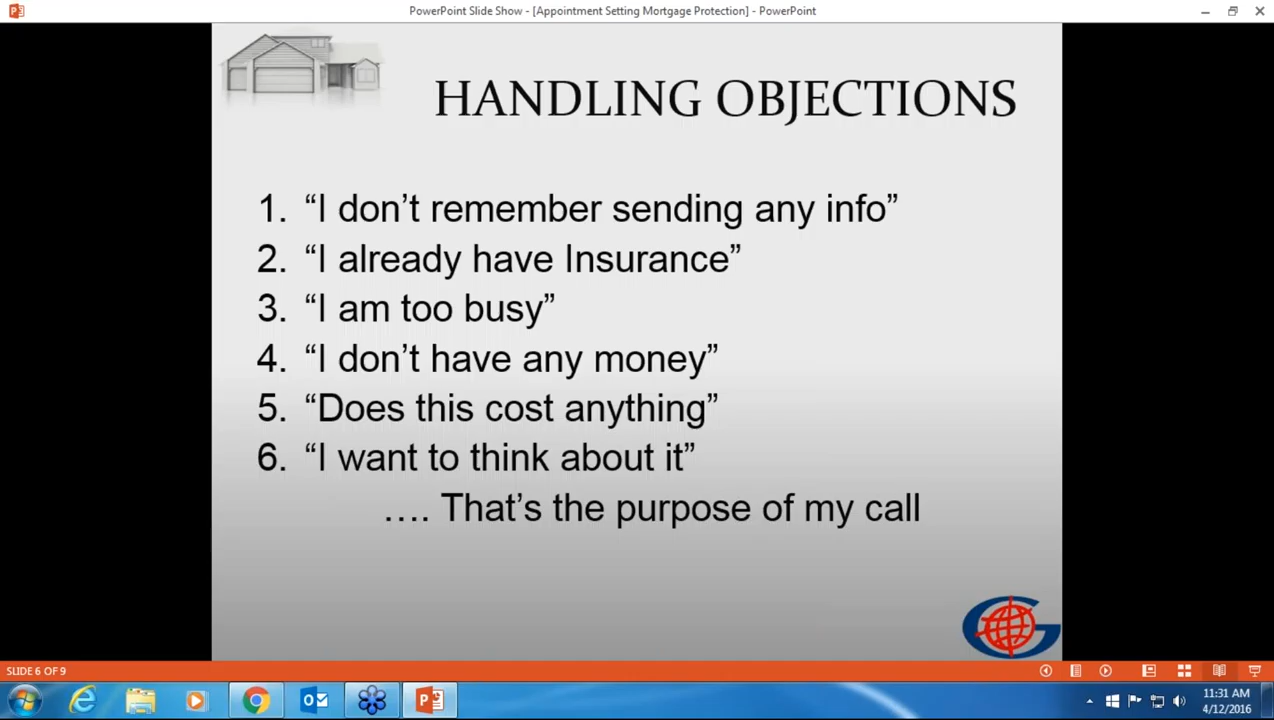 PowerPoint Slide Show - [Appointment Setting Mortgage Protection] - PowerPoint
HANDLING OBJECTIONS
1. “I don’t remember sending any info”
2. “I already have Insurance”
3. “I am too busy”
4. “I don’t have any money”
5. “Does this cost anything”
6. “I want to think about it”
…. That’s the purpose of my call
SLIDE 6 OF 9
11:31 AM
4/12/2016